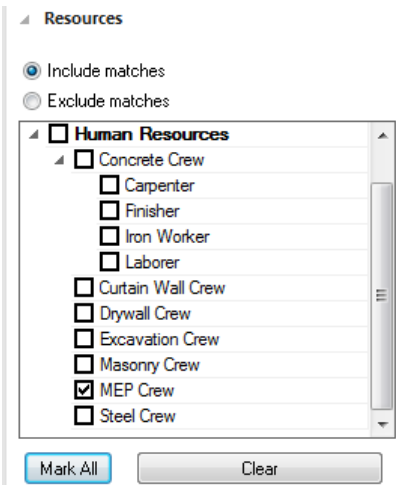 Resources
Include matches
Exclude matches
Human Resources
Concrete Crew
Carpenter
Finisher
Iron Worker
Laborer
Curtain Wall Crew
Drywall Crew
Excavation Crew
Masonry Crew
MEP Crew
Steel Crew
Mark All Clear